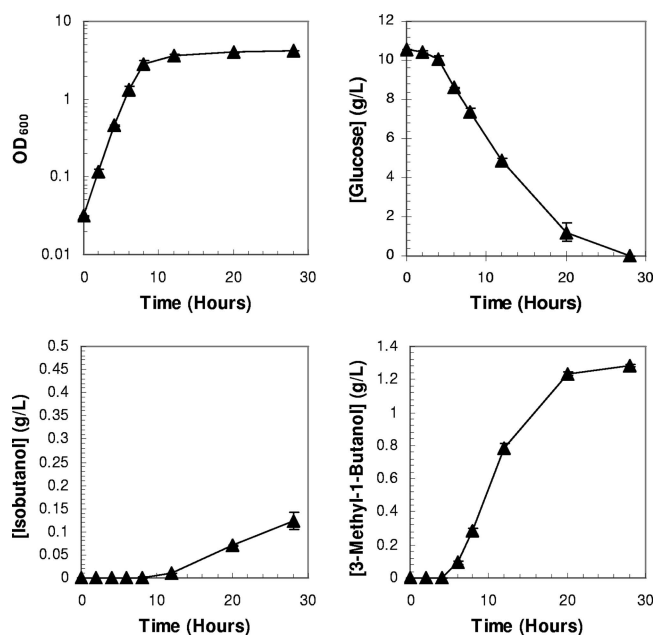 10
1
0.1
0.01
OD600
0 10 20 30
Time (Hours)
12
10
8
6
4
2
0
[Glucose] (g/L)
0 10 20 30
Time (Hours)
0.5
0.45
0.4
0.35
0.3
0.25
0.2
0.15
0.1
0.05
0
[Isobutanol] (g/L)
0 10 20 30
Time (Hours)
1.4
1.2
1
0.8
0.6
0.4
0.2
0
[3-Methyl-1-Butanol] (g/L)
0 10 20 30
Time (Hours)